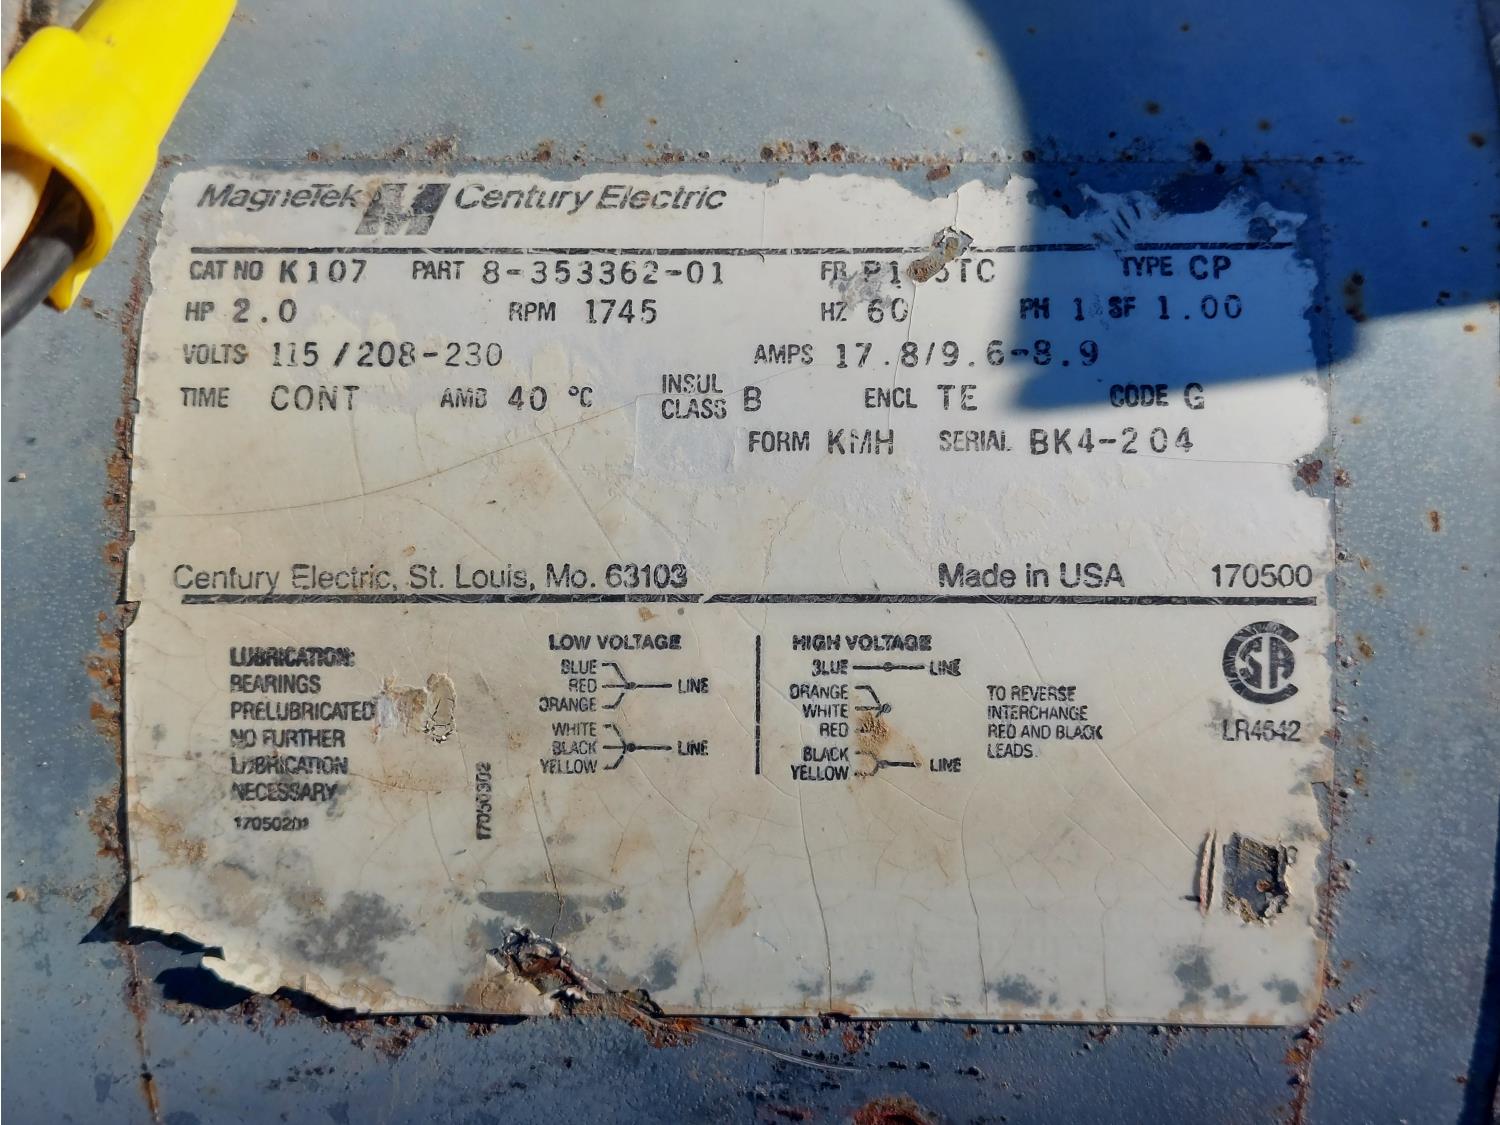 MagneTek Century Electric
CAT NO K107 PART 8-353362-01 FR TYPE CP
HP 2.0 RPM 1745 HZ 60 PH 1 SF 1.00
VOLTS 115/208-230 AMPS 17.8/9.6-8.9
TIME CONT AMB 40 °C INSUL CLASS B ENCL TE CODE G
FORM KMH SERIAL BK4-204
Century Electric, St. Louis, Mo. 63103 Made in USA 170500
LUBRICATION:
BEARINGS
PRELUBRICATED
NO FURTHER
LUBRICATION
NECESSARY
17050201
17050302
LOW VOLTAGE
BLUE
RED LINE
ORANGE
WHITE
BLACK LINE
YELLOW
HIGH VOLTAGE
BLUE LINE
ORANGE
WHITE
RED
BLACK
YELLOW LINE
TO REVERSE
INTERCHANGE
RED AND BLACK
LEADS.
SA
LR4642